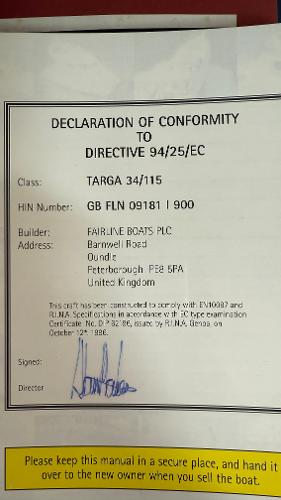 DECLARATION OF CONFORMITY
TO
DIRECTIVE 94/25/EC
Class: TARGA 34/115
HIN Number: GB FLN 09181 I 900
Builder: FAIRLINE BOATS PLC
Address: Barnwell Road
Oundle
Peterborough PE8 5PA
United Kingdom
This craft has been constructed to comply with EN10087 and
R.I.N.A. Specifications in accordance with EC type examination
Certificate No. DIP 82186, issued by R.I.N.A, Genoa, on
October 12th, 1996.
Signed:
Director
Please keep this manual in a secure place, and hand it
over to the new owner when you sell the boat.